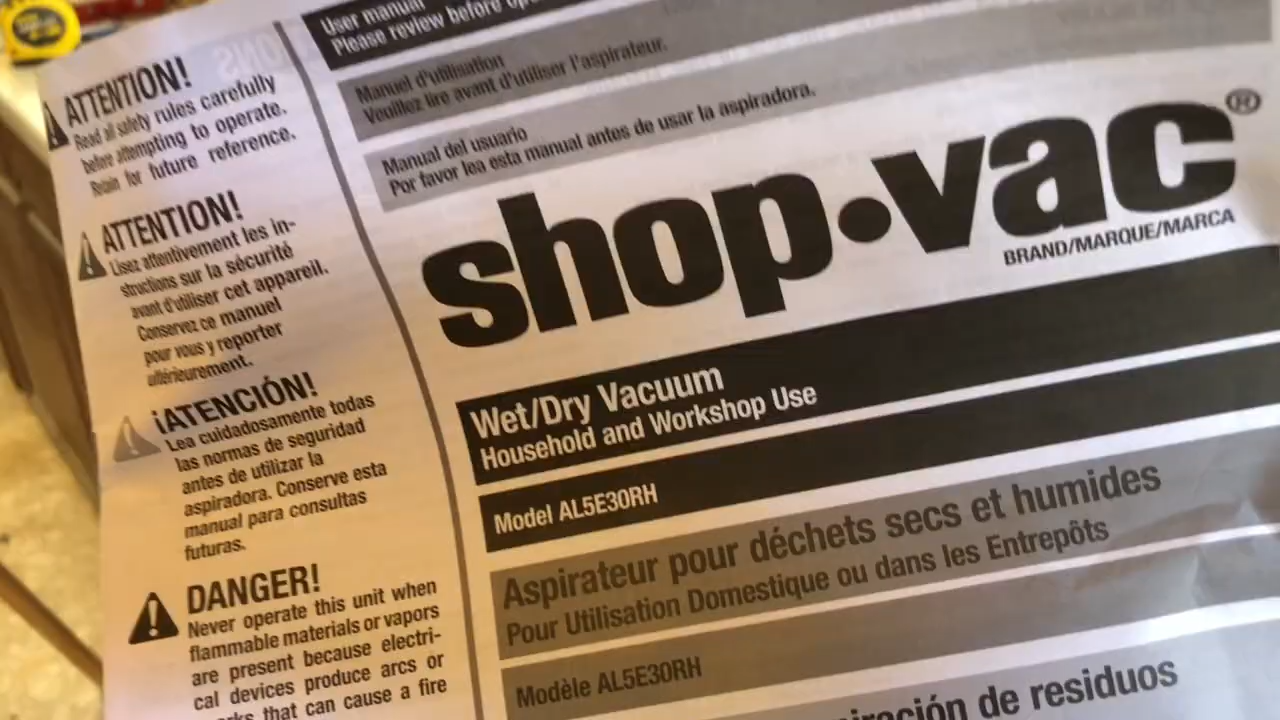 ATTENTION!
Read all safety rules carefully
before attempting to operate.
Retain for future reference.
ATTENTION!
Lisez attentivement les in-
structions sur la sécurité
avant d'utiliser cet appareil.
Conservez ce manuel
pour vous y reporter
ultérieurement.
¡ATENCIÓN!
Lea cuidadosamente todas
las normas de seguridad
antes de utilizar la
aspiradora. Conserve esta
manual para consultas
futuras.
DANGER!
Never operate this unit when
flammable materials or vapors
are present because electri-
cal devices produce arcs or
that can cause a fire
User manual
Please review before
Manuel d'utilisation
Veuillez lire avant d'utiliser l'aspirateur.
Manual del usuario
Por favor lea esta manual antes de usar la aspiradora.
shop·vac®
BRAND/MARQUE/MARCA
Wet/Dry Vacuum
Household and Workshop Use
Model AL5E30RH
Aspirateur pour déchets secs et humides
Pour Utilisation Domestique ou dans les Entrepôts
Modèle AL5E30RH
de residuos